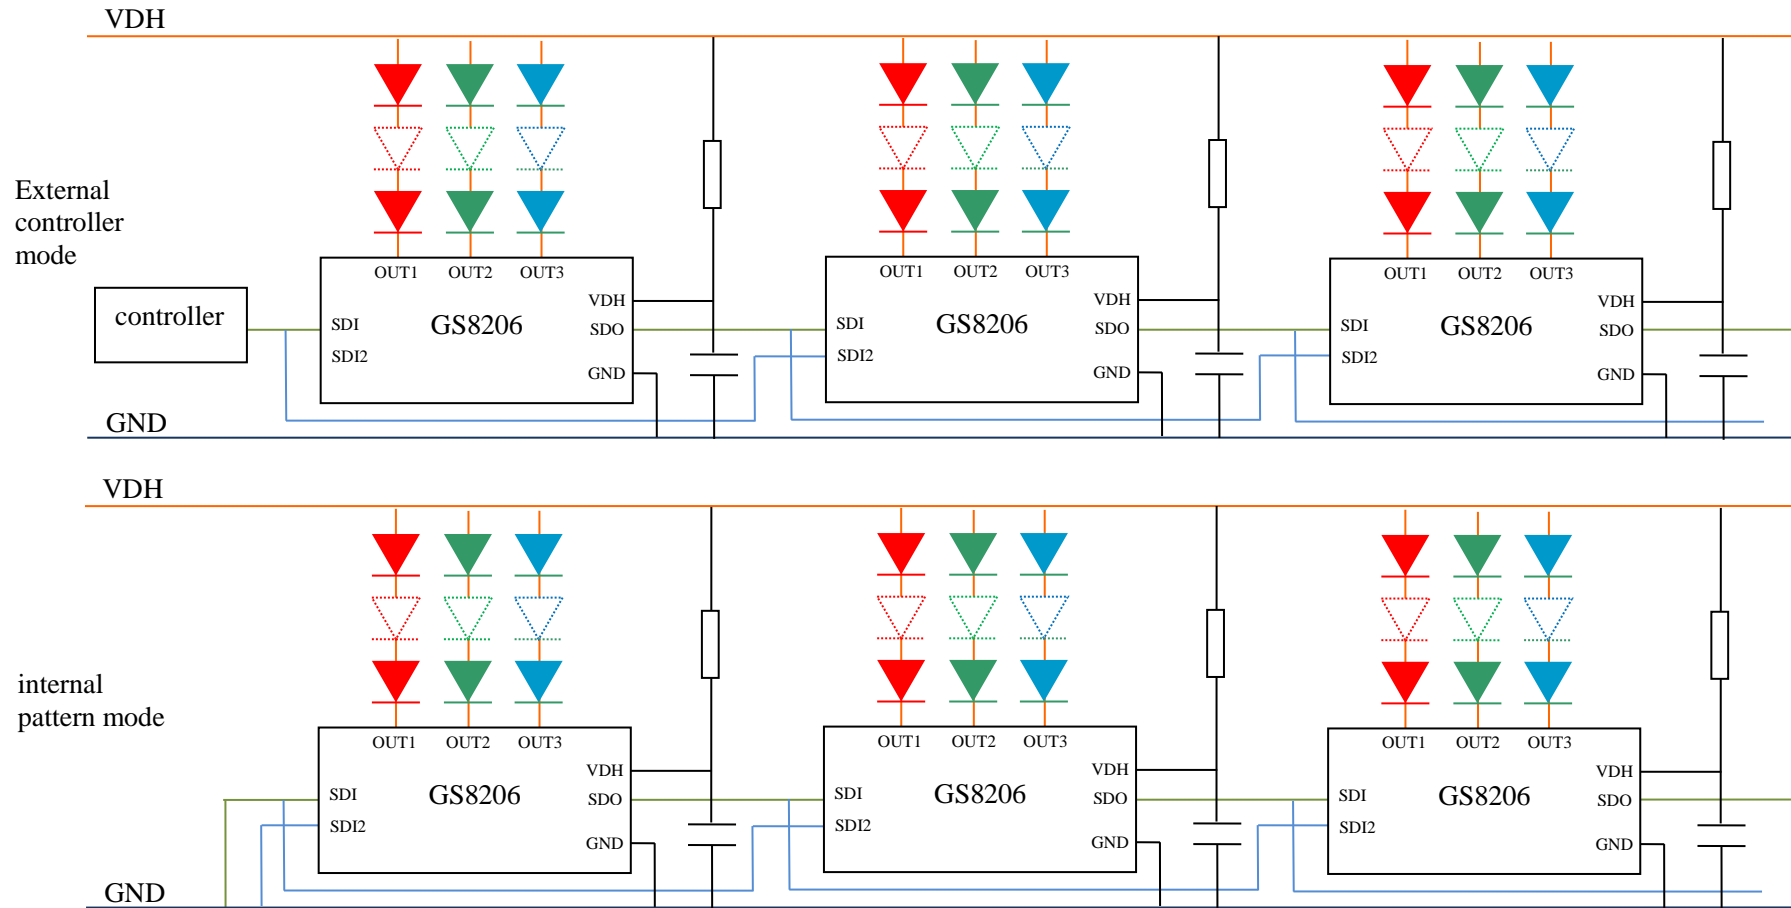 VDH
External
controller
mode
OUT1 OUT2 OUT3
OUT1 OUT2 OUT3
OUT1 OUT2 OUT3
controller
SDI
SDI2
GS8206
VDH
SDO
GND
SDI
SDI2
GS8206
VDH
SDO
GND
SDI
SDI2
GS8206
VDH
SDO
GND
GND
VDH
internal
pattern mode
OUT1 OUT2 OUT3
OUT1 OUT2 OUT3
OUT1 OUT2 OUT3
SDI
SDI2
GS8206
VDH
SDO
GND
SDI
SDI2
GS8206
VDH
SDO
GND
SDI
SDI2
GS8206
VDH
SDO
GND
GND